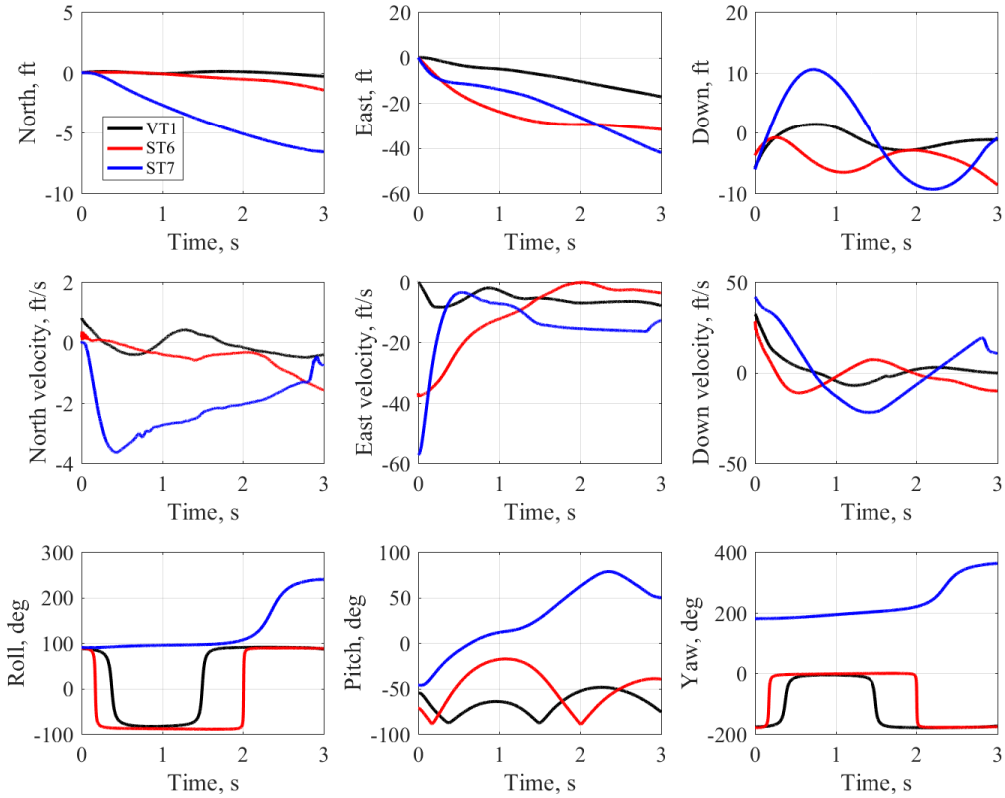 North, ft
5
0
-5
-10
VT1
ST6
ST7
0 1 2 3
Time, s
East, ft
20
0
-20
-40
-60
0 1 2 3
Time, s
Down, ft
20
10
0
-10
0 1 2 3
Time, s
North velocity, ft/s
2
0
-2
-4
0 1 2 3
Time, s
East velocity, ft/s
0
-20
-40
-60
0 1 2 3
Time, s
Down velocity, ft/s
50
0
-50
0 1 2 3
Time, s
Roll, deg
300
200
100
0
-100
0 1 2 3
Time, s
Pitch, deg
100
50
0
-50
-100
0 1 2 3
Time, s
Yaw, deg
400
200
0
-200
0 1 2 3
Time, s